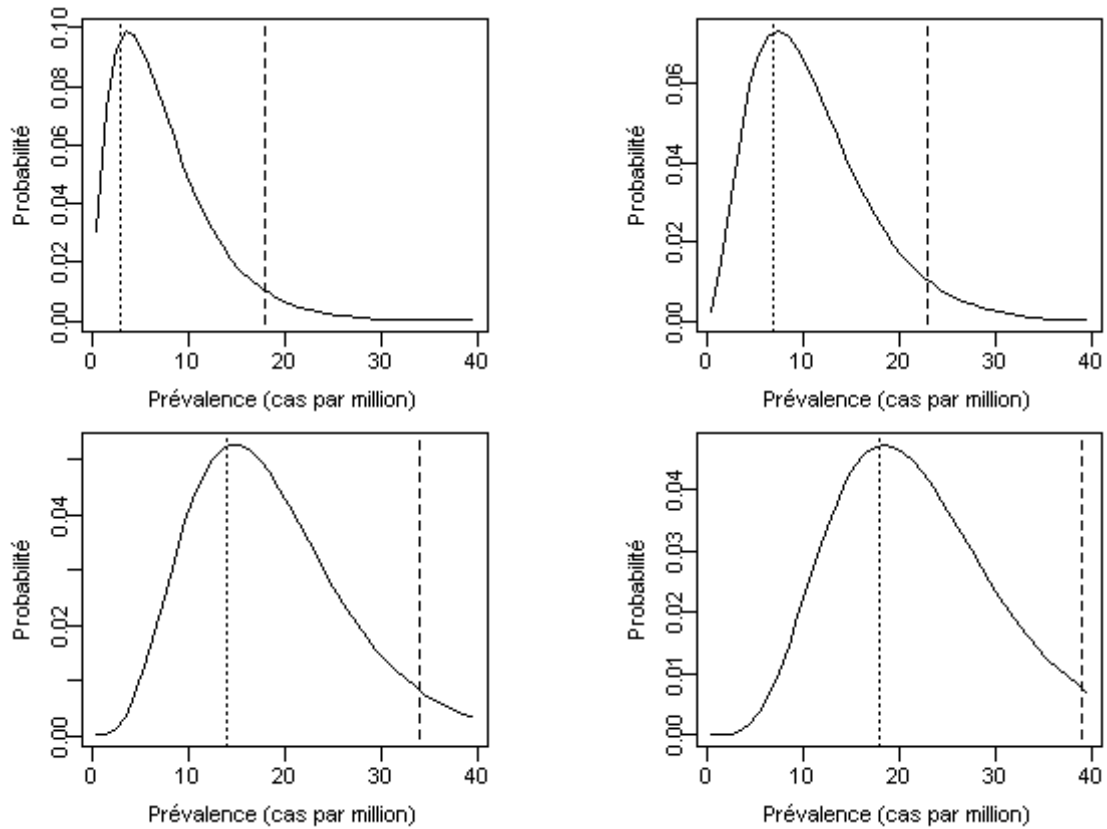 Probabilité
0.00 0.02 0.04 0.06 0.08 0.10
0 10 20 30 40
Prévalence (cas par million)
Probabilité
0.00 0.02 0.04 0.06
0 10 20 30 40
Prévalence (cas par million)
Probabilité
0.00 0.02 0.04
0 10 20 30 40
Prévalence (cas par million)
Probabilité
0.00 0.01 0.02 0.03 0.04
0 10 20 30 40
Prévalence (cas par million)